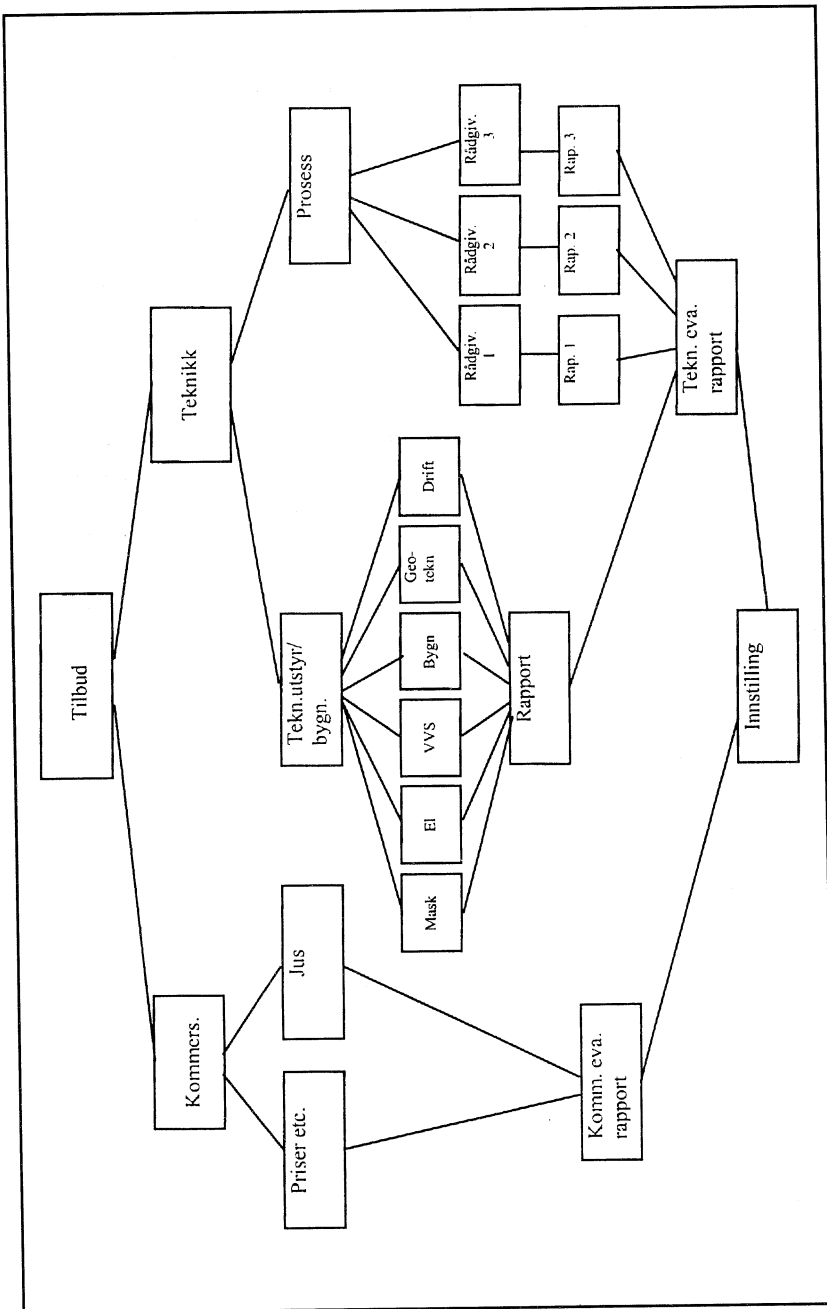 Tilbud
Kommers.
Teknikk
Priser etc.
Jus
Tekn.utstyr/
bygn.
Prosess
Mask
El
VVS
Bygn
Geo-
tekn
Drift
Rådgiv.
1
Rådgiv.
2
Rådgiv.
3
Rapport
Rap. 1
Rap. 2
Rap. 3
Komm. eva.
rapport
Tekn. eva.
rapport
Innstilling